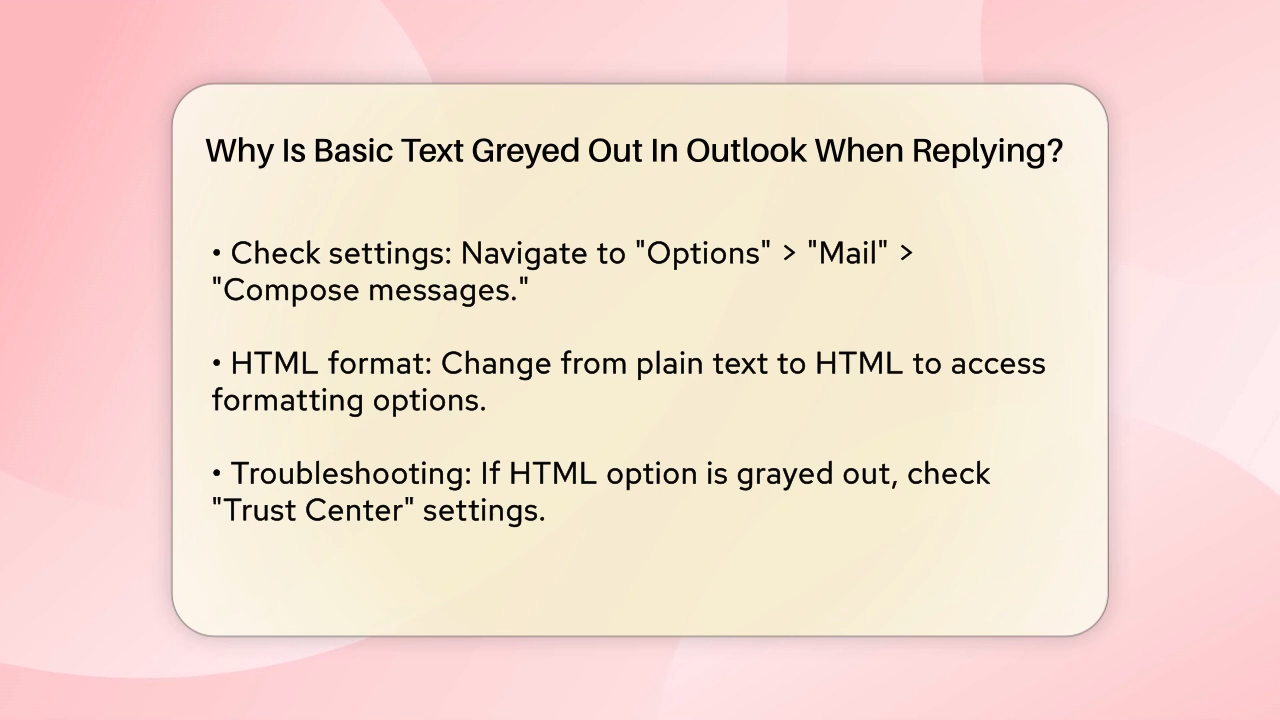 Why Is Basic Text Greyed Out In Outlook When Replying?
• Check settings: Navigate to "Options" > "Mail" >
"Compose messages."
• HTML format: Change from plain text to HTML to access
formatting options.
• Troubleshooting: If HTML option is grayed out, check
"Trust Center" settings.